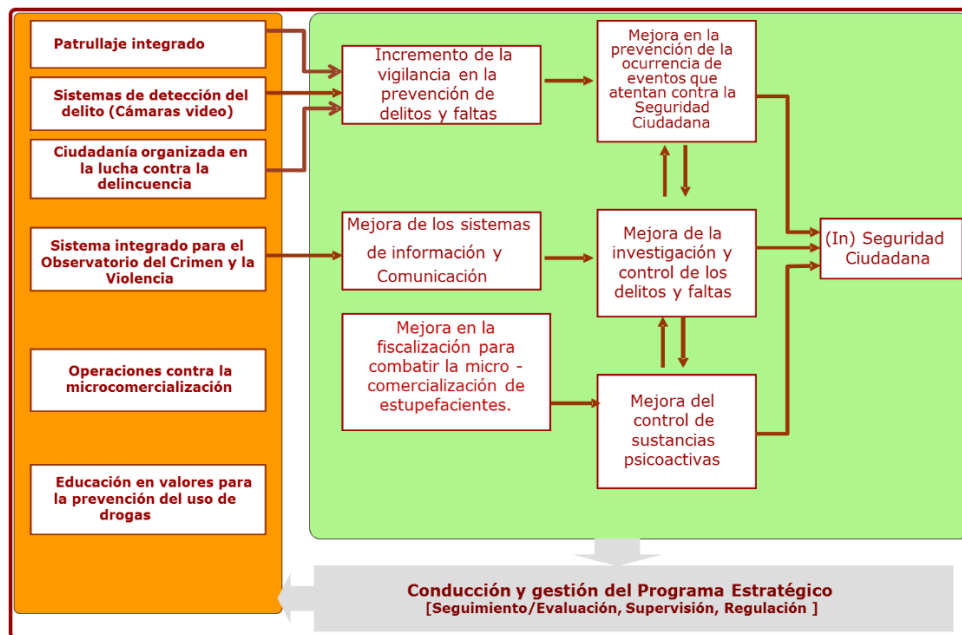 Patrullaje integrado
Sistemas de detección del
delito (Cámaras video)
Ciudadanía organizada en
la lucha contra la
delincuencia
Sistema integrado para el
Observatorio del Crimen y la
Violencia
Operaciones contra la
microcomercialización
Educación en valores para
la prevención del uso de
drogas
Incremento de la
vigilancia en la
prevención de
delitos y faltas
Mejora de los sistemas
de información y
Comunicación
Mejora en la
fiscalización para
combatir la micro -
comercialización de
estupefacientes.
Mejora en la
prevención de la
ocurrencia de
eventos que
atentan contra la
Seguridad
Ciudadana
Mejora de la
investigación y
control de los
delitos y faltas
Mejora del
control de
sustancias
psicoactivas
(In) Seguridad
Ciudadana
Conducción y gestión del Programa Estratégico
[Seguimiento/Evaluación, Supervisión, Regulación ]